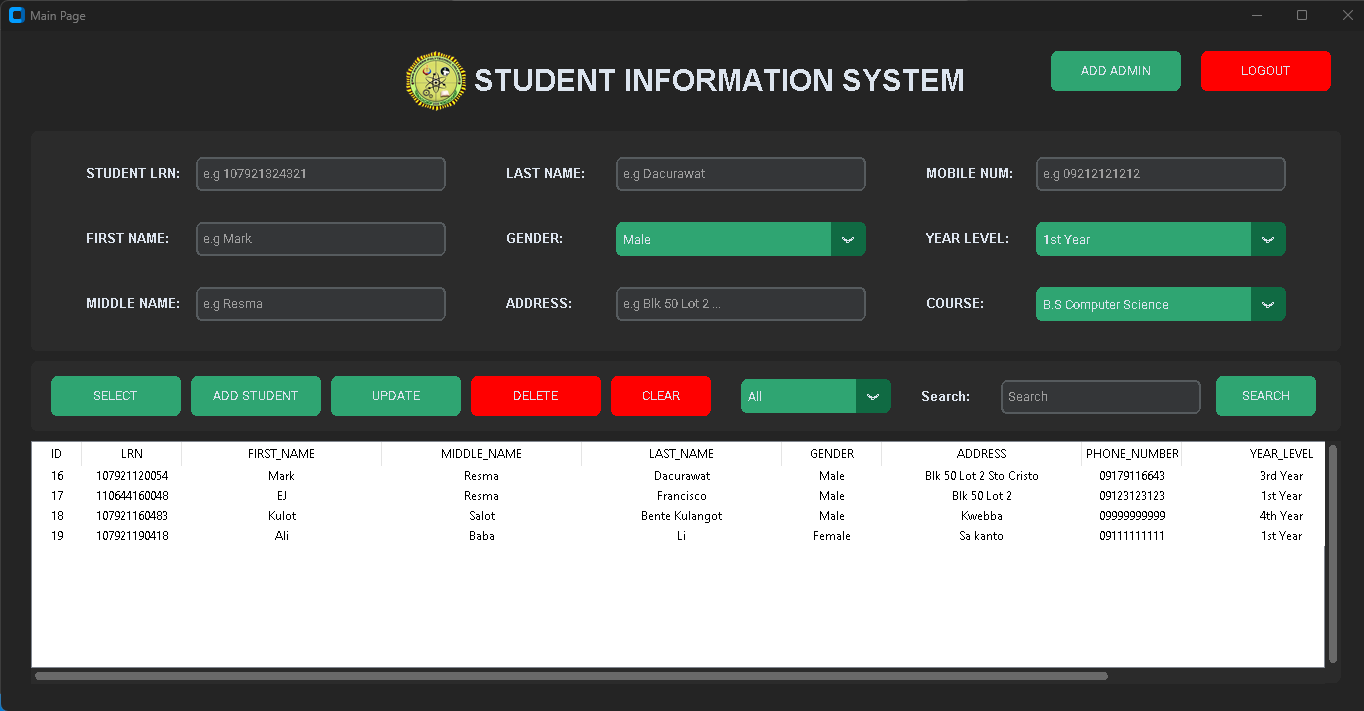 Main Page
STUDENT INFORMATION SYSTEM
ADD ADMIN
LOGOUT
STUDENT LRN: e.g 107921324321 LAST NAME: e.g Dacurawat MOBILE NUM: e.g 09212121212
FIRST NAME: e.g Mark GENDER: Male YEAR LEVEL: 1st Year
MIDDLE NAME: e.g Resma ADDRESS: e.g Blk 50 Lot 2 ... COURSE: B.S Computer Science
SELECT ADD STUDENT UPDATE DELETE CLEAR All Search: Search SEARCH
ID LRN FIRST_NAME MIDDLE_NAME LAST_NAME GENDER ADDRESS PHONE_NUMBER YEAR_LEVEL
16 107921120054 Mark Resma Dacurawat Male Blk 50 Lot 2 Sto Cristo 09179116643 3rd Year
17 110644160048 EJ Resma Francisco Male Blk 50 Lot 2 09123123123 1st Year
18 107921160483 Kulot Salot Bente Kulangot Male Kwebba 09999999999 4th Year
19 107921190418 Ali Baba Li Female Sa kanto 09111111111 1st Year